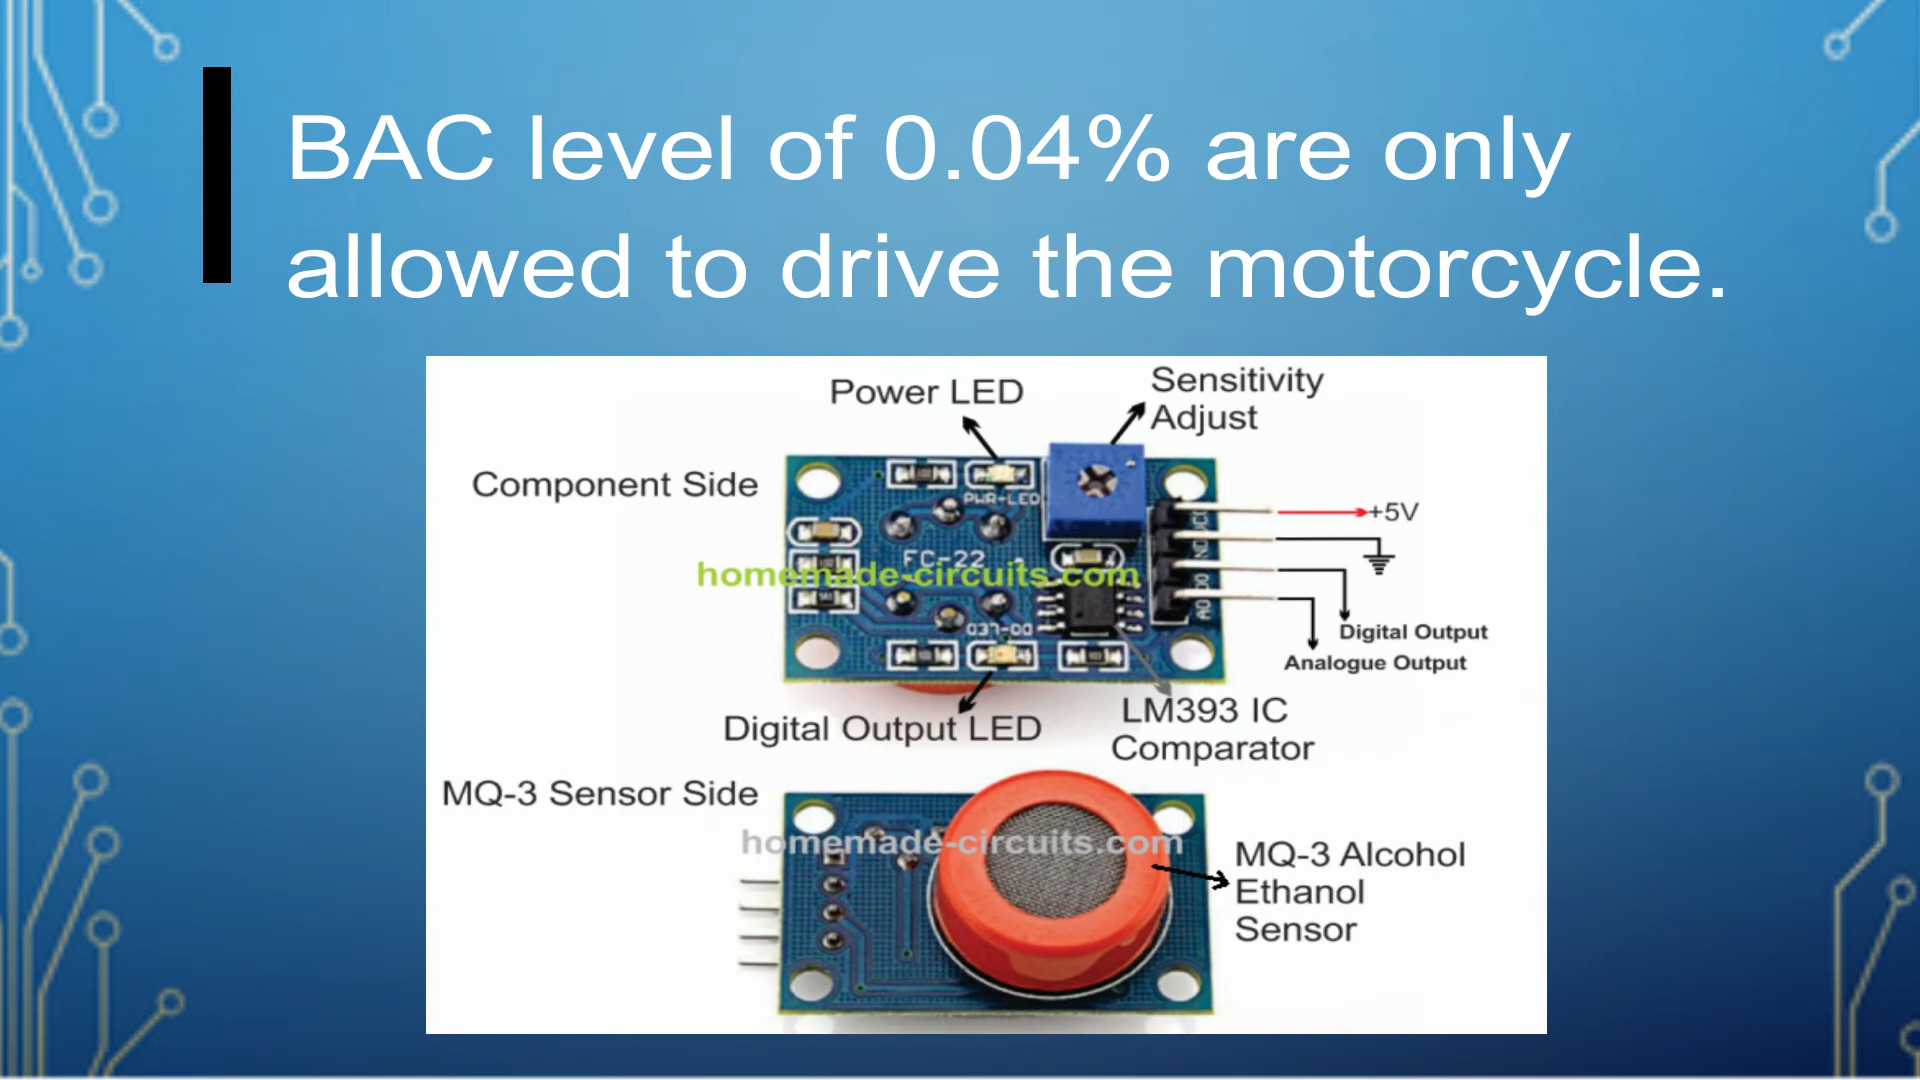 BAC level of 0.04% are only
allowed to drive the motorcycle.
Power LED
Sensitivity
Adjust
Component Side
PWR-LED
+5V
FC-22
homemade-circuits.com
DO-LED
Digital Output
Analogue Output
Digital Output LED
LM393 IC
Comparator
MQ-3 Sensor Side
homemade-circuits.com
MQ-3 Alcohol
Ethanol
Sensor